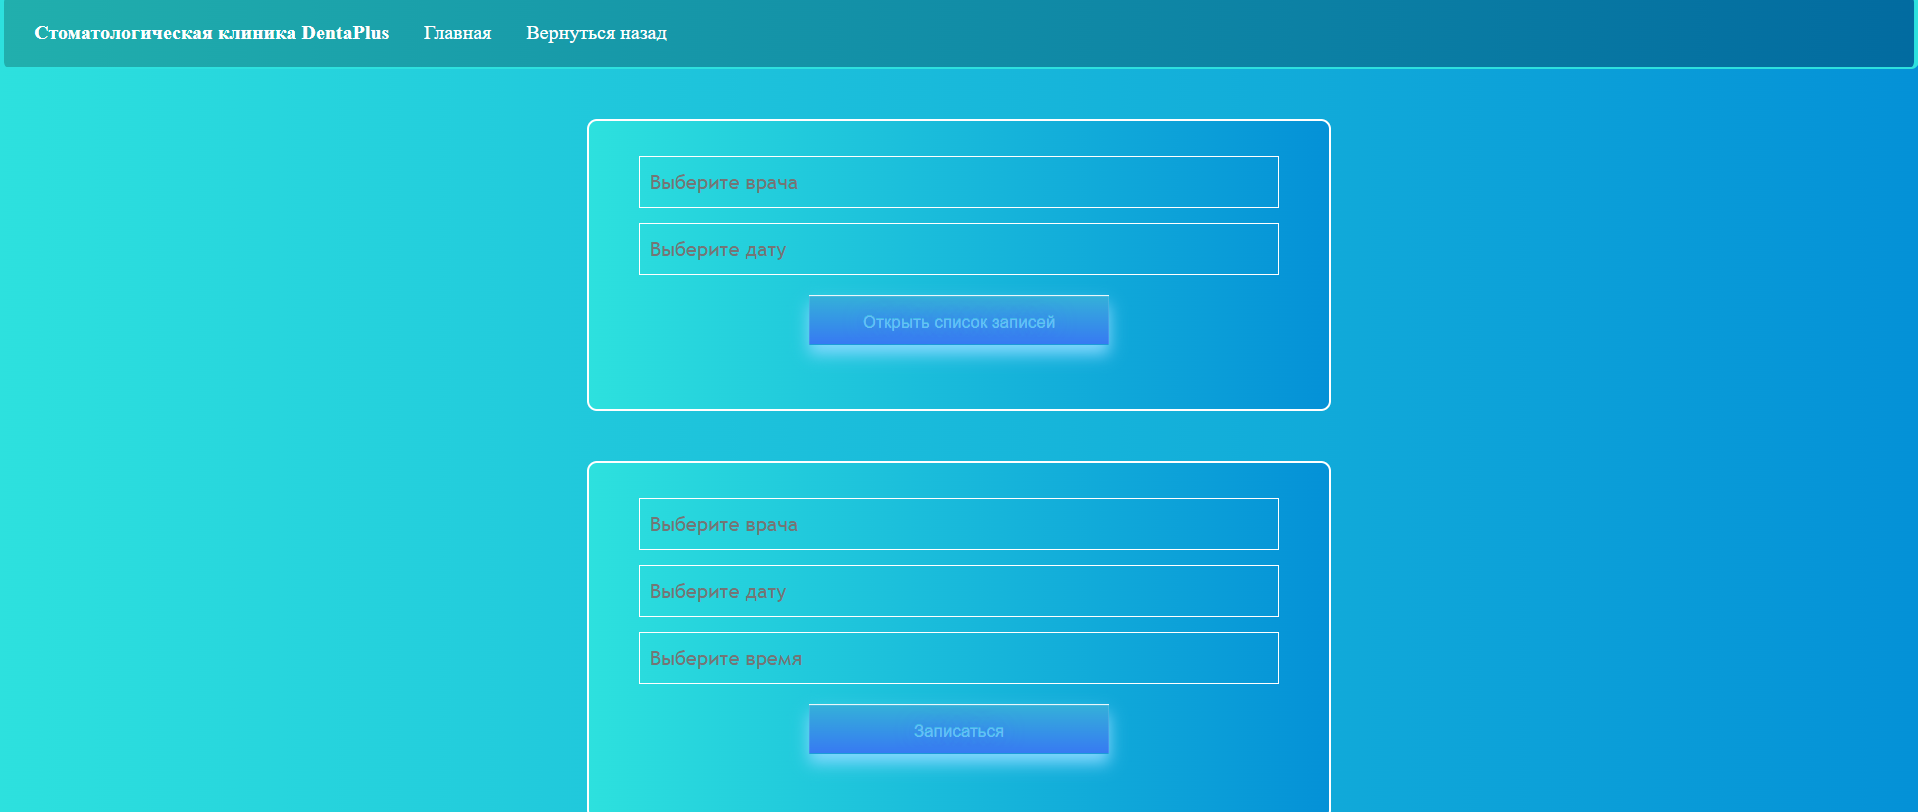 Стоматологическая клиника DentaPlus Главная Вернуться назад
Выберите врача
Выберите дату
Открыть список записей
Выберите врача
Выберите дату
Выберите время
Записаться